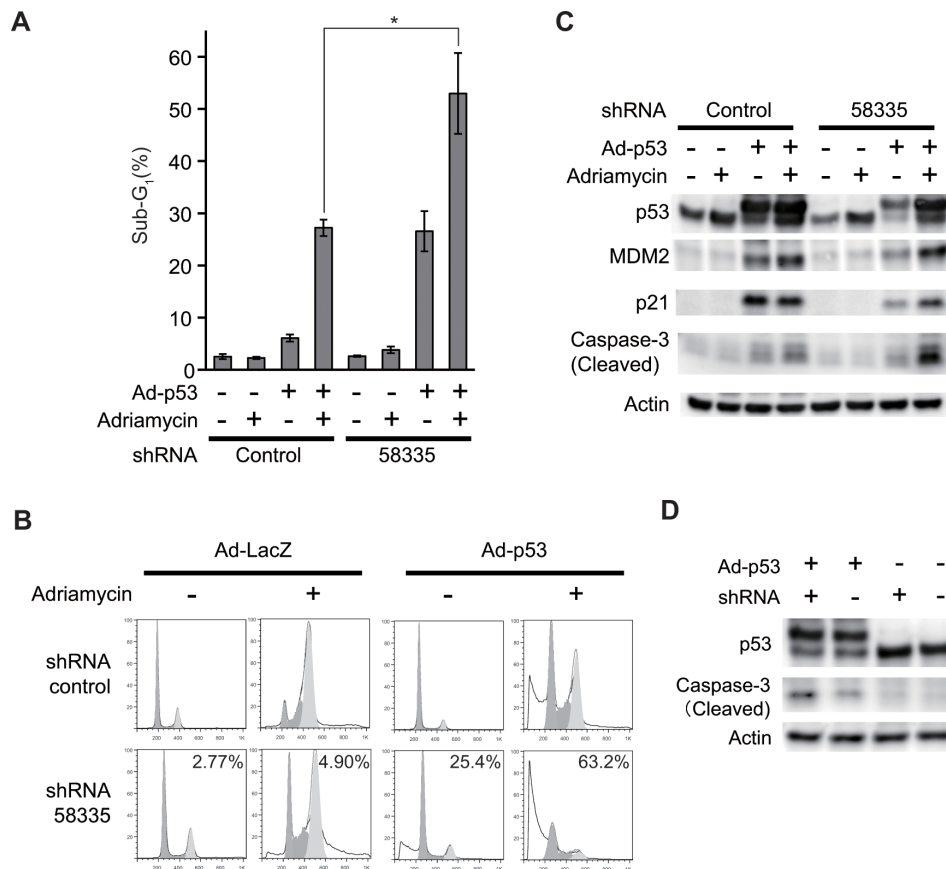 A
*
Sub-G1(%)
60
50
40
30
20
10
0
Ad-p53 - - + + - - + +
Adriamycin - + - + - + - +
shRNA Control 58335
B
Ad-LacZ Ad-p53
Adriamycin - + - +
shRNA
control
shRNA
58335
2.77% 4.90% 25.4% 63.2%
C
shRNA Control 58335
Ad-p53 - - + + - - + +
Adriamycin - + - + - + - +
p53
MDM2
p21
Caspase-3
(Cleaved)
Actin
D
Ad-p53 + + - -
shRNA + - + -
p53
Caspase-3
(Cleaved)
Actin